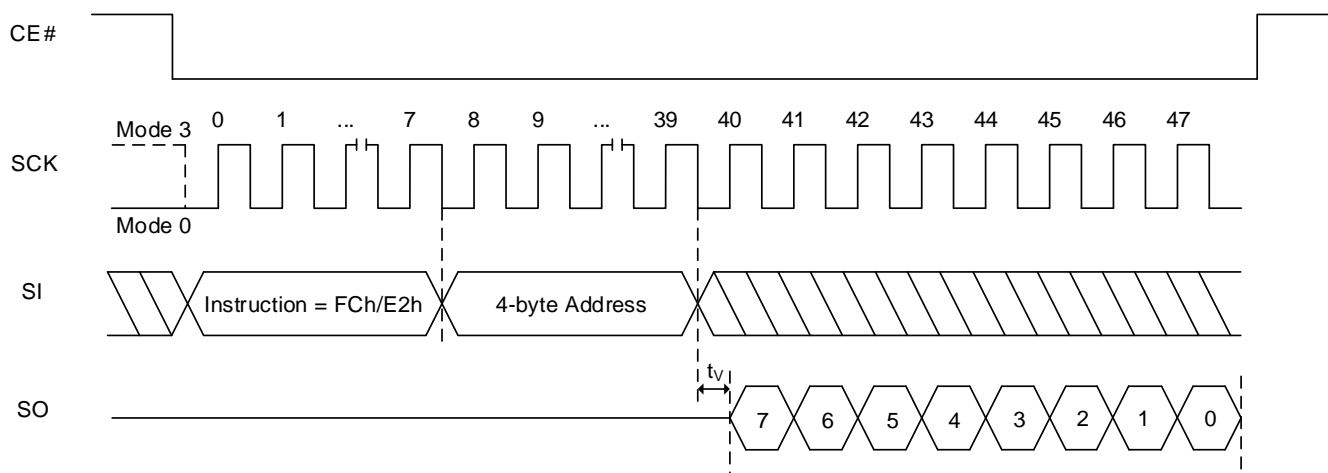 CE#
0 1 ... 7 8 9 ... 39 40 41 42 43 44 45 46 47
Mode 3
SCK
Mode 0
SI
Instruction = FCh/E2h 4-byte Address
tV
SO
7 6 5 4 3 2 1 0